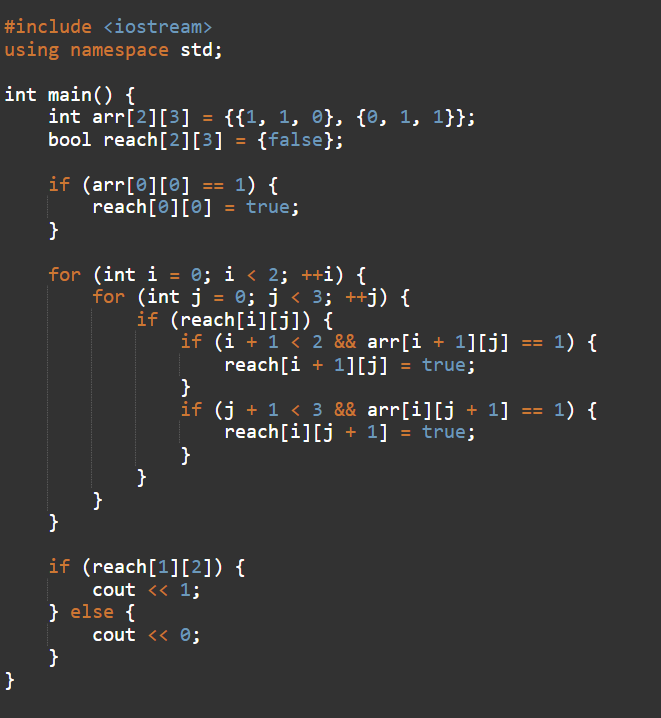 #include <iostream>
using namespace std;

int main() {
    int arr[2][3] = {{1, 1, 0}, {0, 1, 1}};
    bool reach[2][3] = {false};

    if (arr[0][0] == 1) {
        reach[0][0] = true;
    }

    for (int i = 0; i < 2; ++i) {
        for (int j = 0; j < 3; ++j) {
            if (reach[i][j]) {
                if (i + 1 < 2 && arr[i + 1][j] == 1) {
                    reach[i + 1][j] = true;
                }
                if (j + 1 < 3 && arr[i][j + 1] == 1) {
                    reach[i][j + 1] = true;
                }
            }
        }
    }

    if (reach[1][2]) {
        cout << 1;
    } else {
        cout << 0;
    }
}